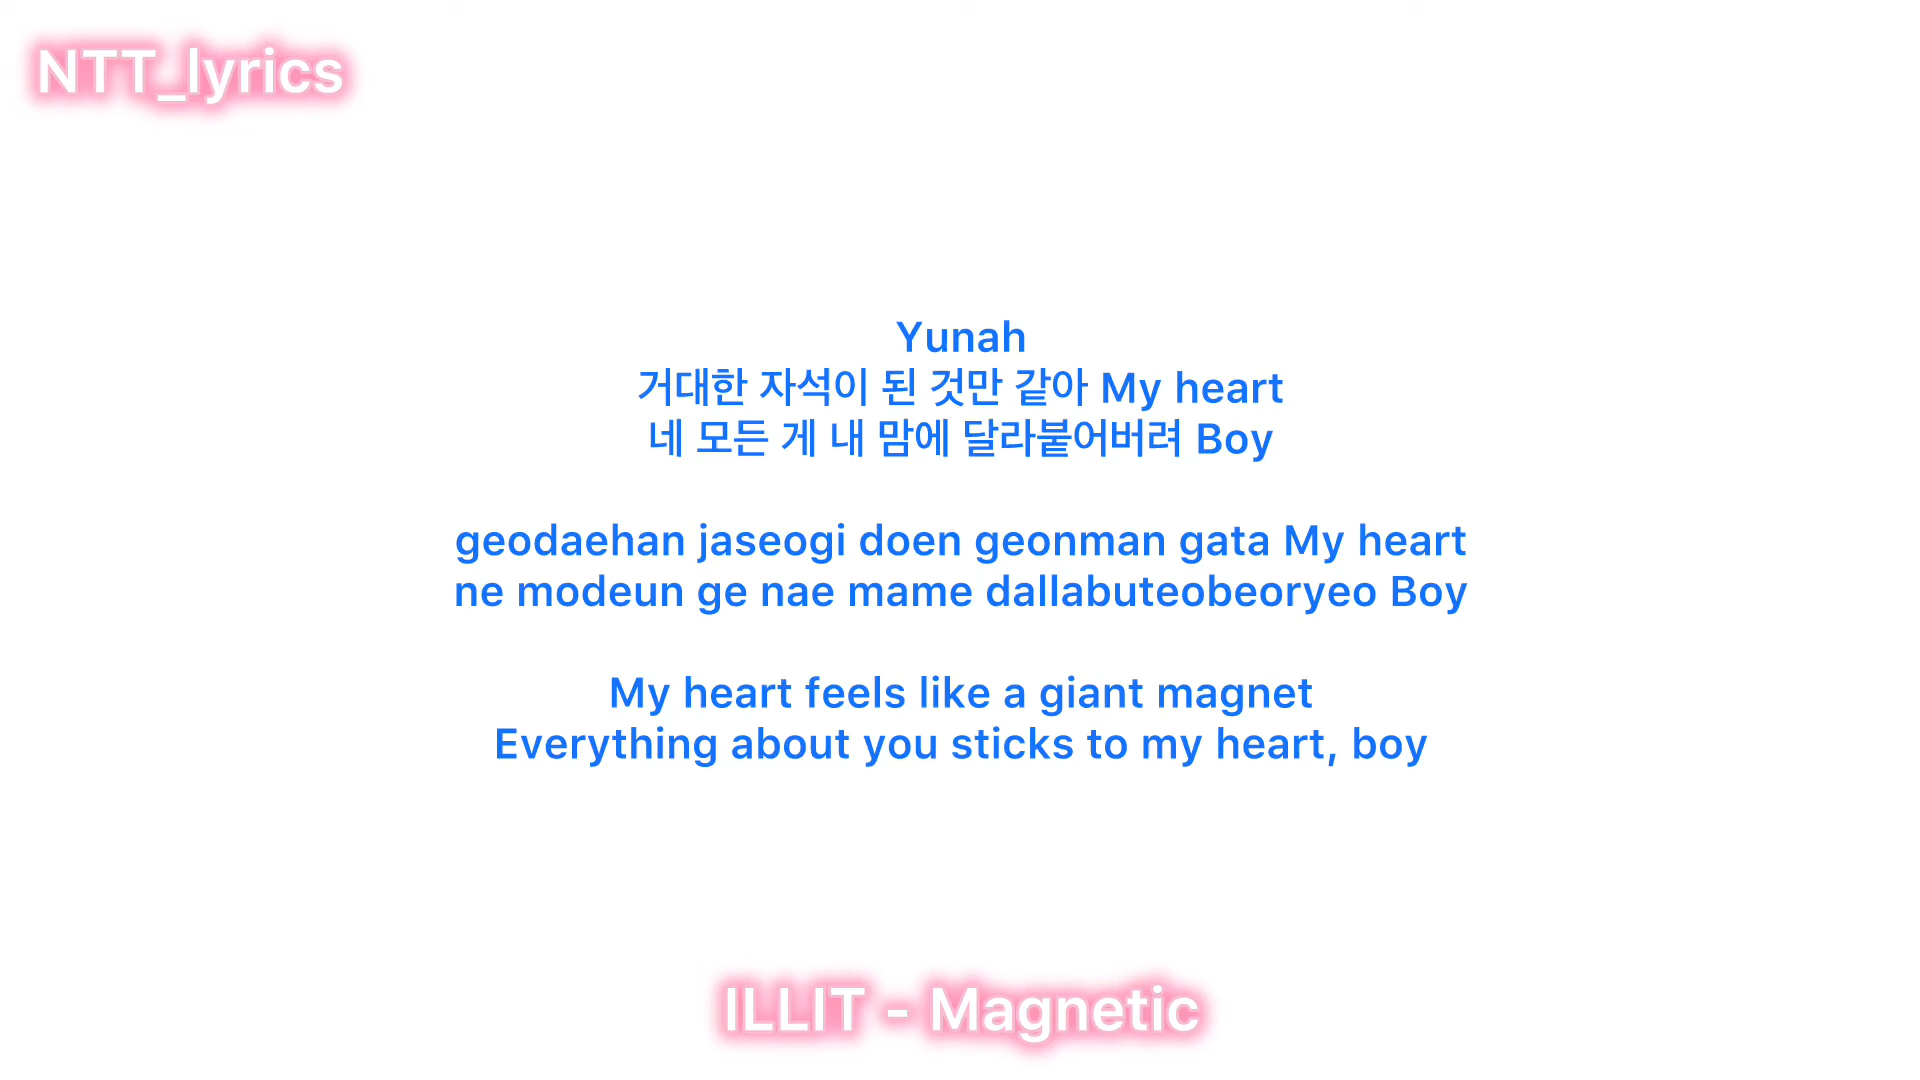 NTT_lyrics
Yunah
거대한 자석이 된 것만 같아 My heart
네 모든 게 내 맘에 달라붙어버려 Boy
geodaehan jaseogi doen geonman gata My heart
ne modeun ge nae mame dallabuteobeoryeo Boy
My heart feels like a giant magnet
Everything about you sticks to my heart, boy
ILLIT - Magnetic